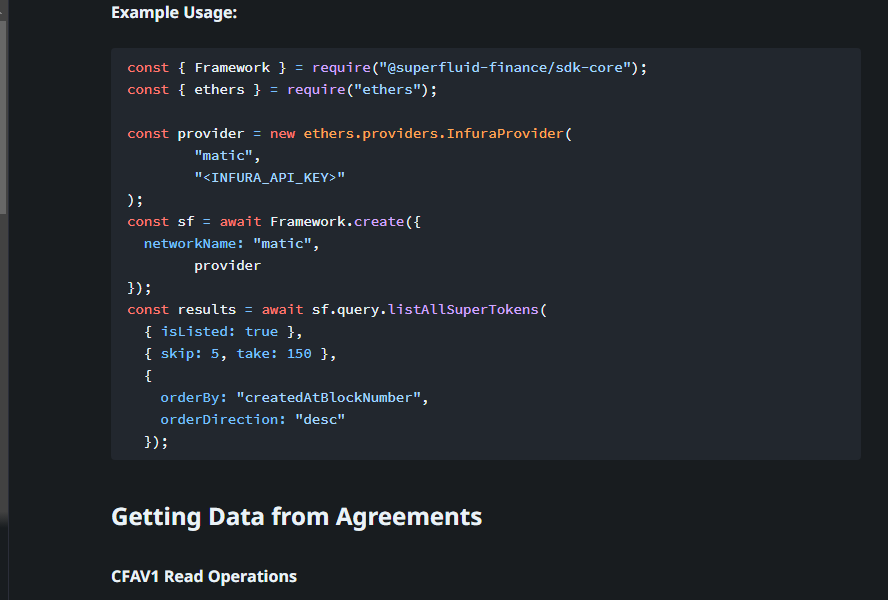 Example Usage:
const { Framework } = require("@superfluid-finance/sdk-core");
const { ethers } = require("ethers");
const provider = new ethers.providers.InfuraProvider(
"matic",
"<INFURA_API_KEY>"
);
const sf = await Framework.create({
networkName: "matic",
provider
});
const results = await sf.query.listAllSuperTokens(
{ isListed: true },
{ skip: 5, take: 150 },
{
orderBy: "createdAtBlockNumber",
orderDirection: "desc"
});
Getting Data from Agreements
CFAV1 Read Operations